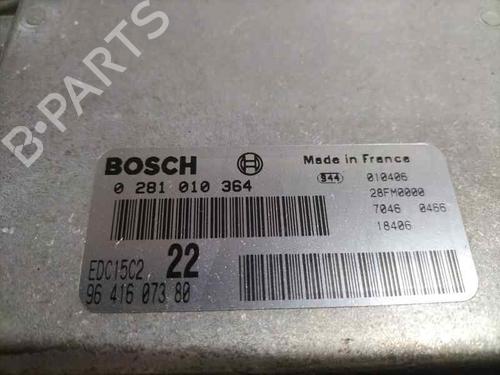 B-PARTS
BOSCH
Made in France
0 281 010 364
944 010406
28FM0000
7046 0466
18406
EDC15C2 22
96 416 073 80